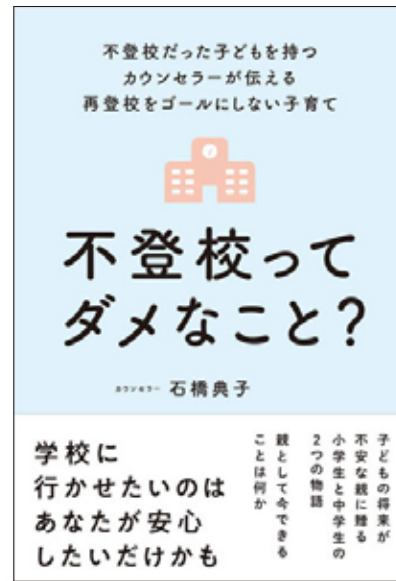 不登校だった子どもを持つ
カウンセラーが伝える
再登校をゴールにしない子育て
不登校って
ダメなこと？
カウンセラー 石橋典子
子どもの将来が
不安な親に贈る
小学生と中学生の
2つの物語
親として今できる
ことは何か
学校に
行かせたいのは
あなたが安心
したいだけかも